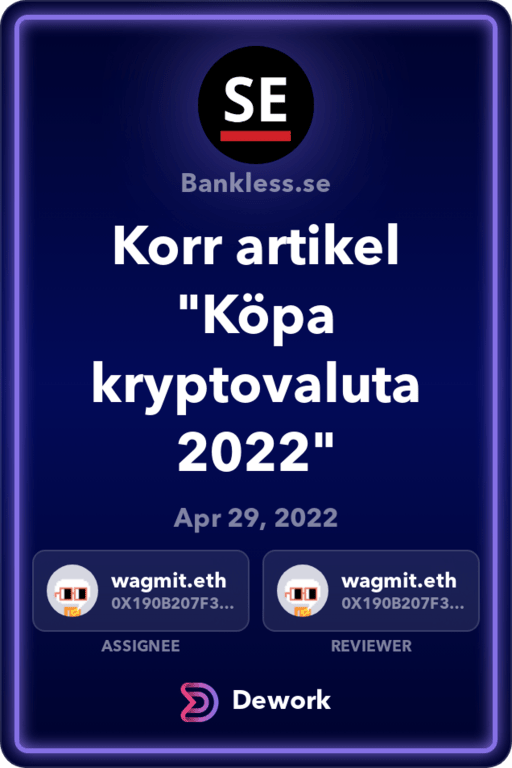 SE
Bankless.se
Korr artikel
"Köpa
kryptovaluta
2022"
Apr 29, 2022
wagmit.eth
0X190B207F3...
ASSIGNEE
wagmit.eth
0X190B207F3...
REVIEWER
Dework